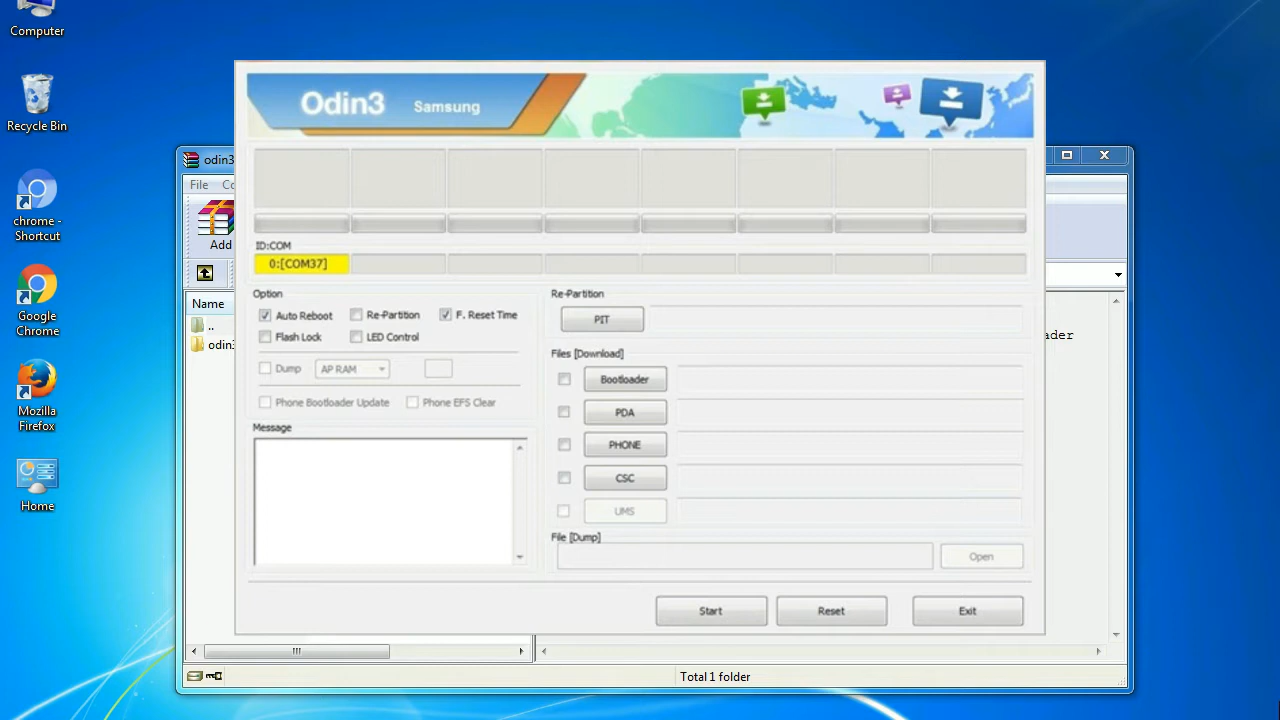 Computer
Recycle Bin
chrome -
Shortcut
Google
Chrome
Mozilla
Firefox
Home
odin3
File
Add
Name
..
odin3
Odin3 Samsung
ID:COM
0:[COM37]
Option
Auto Reboot Re-Partition F. Reset Time
Flash Lock LED Control
Dump AP RAM
Phone Bootloader Update Phone EFS Clear
Message
Re-Partition
PIT
Files [Download]
Bootloader
PDA
PHONE
CSC
UMS
File [Dump]
Open
Start Reset Exit
Total 1 folder